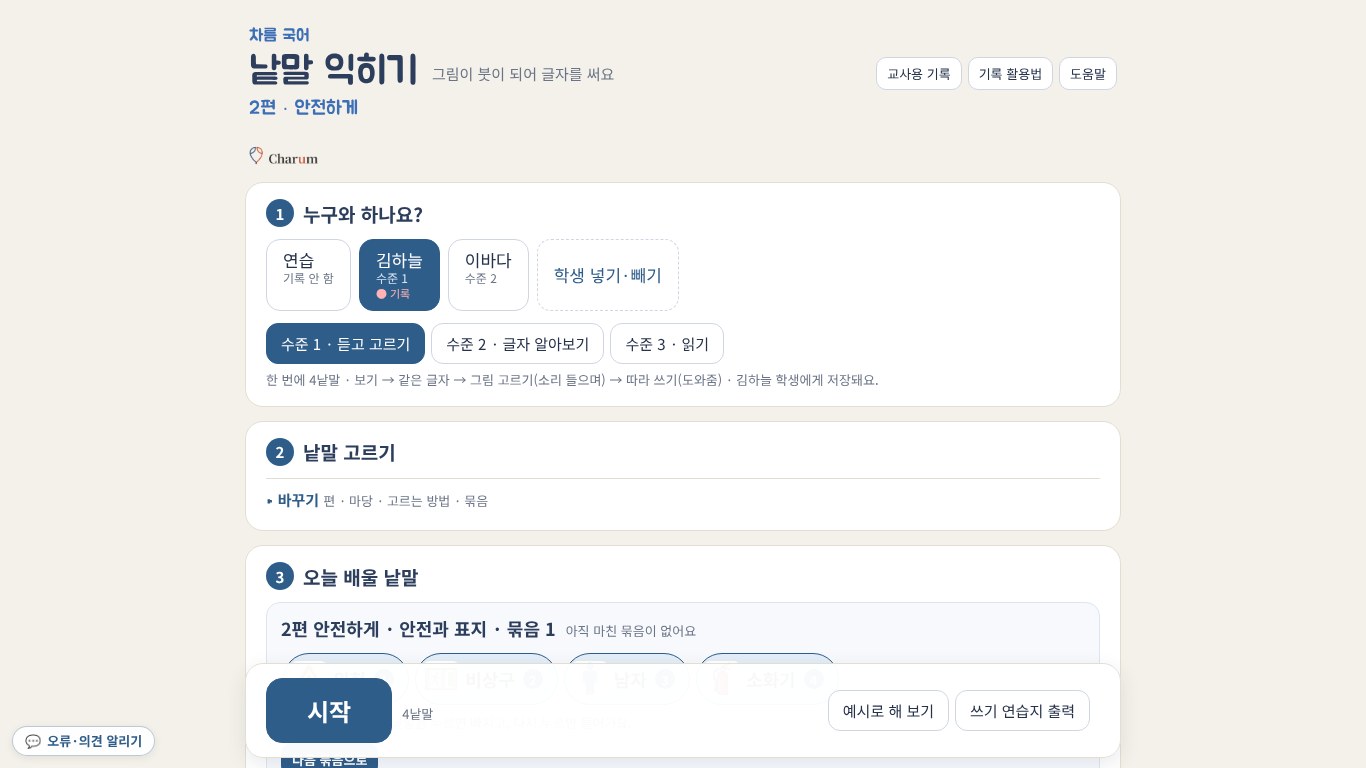 차름 국어
낱말 익히기 그림이 붓이 되어 글자를 써요
2편 · 안전하게
교사용 기록
기록 활용법
도움말
Charum
1 누구와 하나요?
연습
기록 안 함
김하늘
수준 1
기록
이바다
수준 2
학생 넣기·빼기
수준 1 · 듣고 고르기
수준 2 · 글자 알아보기
수준 3 · 읽기
한 번에 4낱말 · 보기 → 같은 글자 → 그림 고르기(소리 들으며) → 따라 쓰기(도와줌) · 김하늘 학생에게 저장돼요.
2 낱말 고르기
▸ 바꾸기 편 · 마당 · 고르는 방법 · 묶음
3 오늘 배울 낱말
2편 안전하게 · 안전과 표지 · 묶음 1 아직 마친 묶음이 없어요
비상구 2
남자 3
소화기 4
시작
4낱말
예시로 해 보기
쓰기 연습지 출력
다음 묶음으로
오류·의견 알리기